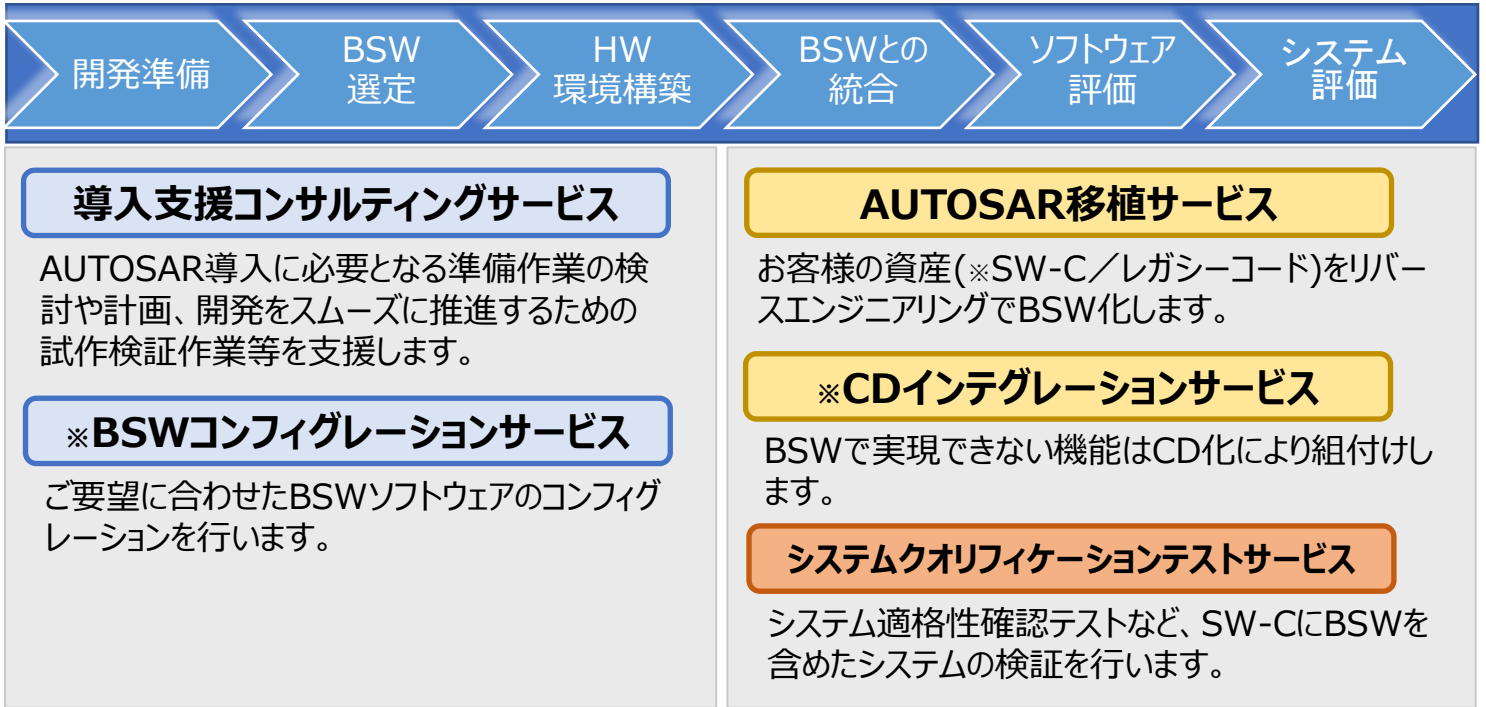 開発準備
BSW
選定
HW
環境構築
BSWとの
統合
ソフトウェア
評価
システム
評価
導入支援コンサルティングサービス
AUTOSAR導入に必要となる準備作業の検
討や計画、開発をスムーズに推進するための
試作検証作業等を支援します。
※BSWコンフィグレーションサービス
ご要望に合わせたBSWソフトウェアのコンフィグ
レーションを行います。
AUTOSAR移植サービス
お客様の資産(※SW-C／レガシーコード)をリバー
スエンジニアリングでBSW化します。
※CDインテグレーションサービス
BSWで実現できない機能はCD化により組付けし
ます。
システムクオリフィケーションテストサービス
システム適格性確認テストなど、SW-CにBSWを
含めたシステムの検証を行います。